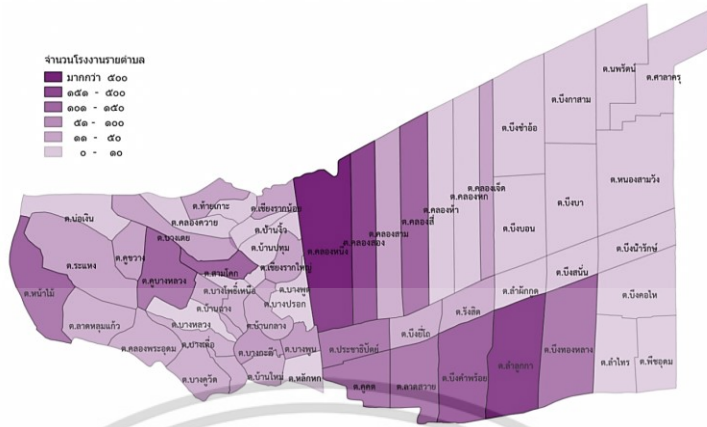 จำนวนโรงงานรายตำบล
มากกว่า ๕๐๐
๑๕๑ - ๕๐๐
๑๐๑ - ๑๕๐
๕๑ - ๑๐๐
๑๑ - ๕๐
๐ - ๑๐
ต.นพรัตน์
ต.ศาลาครุ
ต.บึงกาสาม
ต.บึงชำอ้อ
ต.หนองสามวัง
ต.คลองเจ็ด
ต.คลองหก
ต.คลองห้า
ต.คลองสี่
ต.คลองสาม
ต.คลองสอง
ต.คลองหนึ่ง
ต.บึงบา
ต.บึงบอน
ต.บึงน้ำรักษ์
ต.บึงสนั่น
ต.บึงคอไห
ต.ท้ายเกาะ
ต.เชียงรากน้อย
ต.บ่อเงิน
ต.คลองควาย
ต.บ้านงิ้ว
ต.คูขวาง
ต.บางเตย
ต.บ้านปทุม
ต.ระแหง
ต.สามโคก
ต.เชียงรากใหญ่
ต.คูบางหลวง
ต.บางโพธิ์เหนือ
ต.บางพูด
ต.หน้าไม้
ต.บ้านฉาง
ต.บางปรอก
ต.ลำผักกูด
ต.รังสิต
ต.ลาดหลุมแก้ว
ต.บางหลวง
ต.บ้านกลาง
ต.บึงยี่โถ
ต.ประชาธิปัตย์
ต.คลองพระอุดม
ต.บางเดื่อ
ต.บางกะดี
ต.บางพูน
ต.บางคูวัด
ต.บ้านใหม่
ต.หลักหก
ต.คูคต
ต.ลาดสวาย
ต.บึงคำพร้อย
ต.ลำลูกกา
ต.บึงทองหลาง
ต.ลำไทร
ต.พืชอุดม